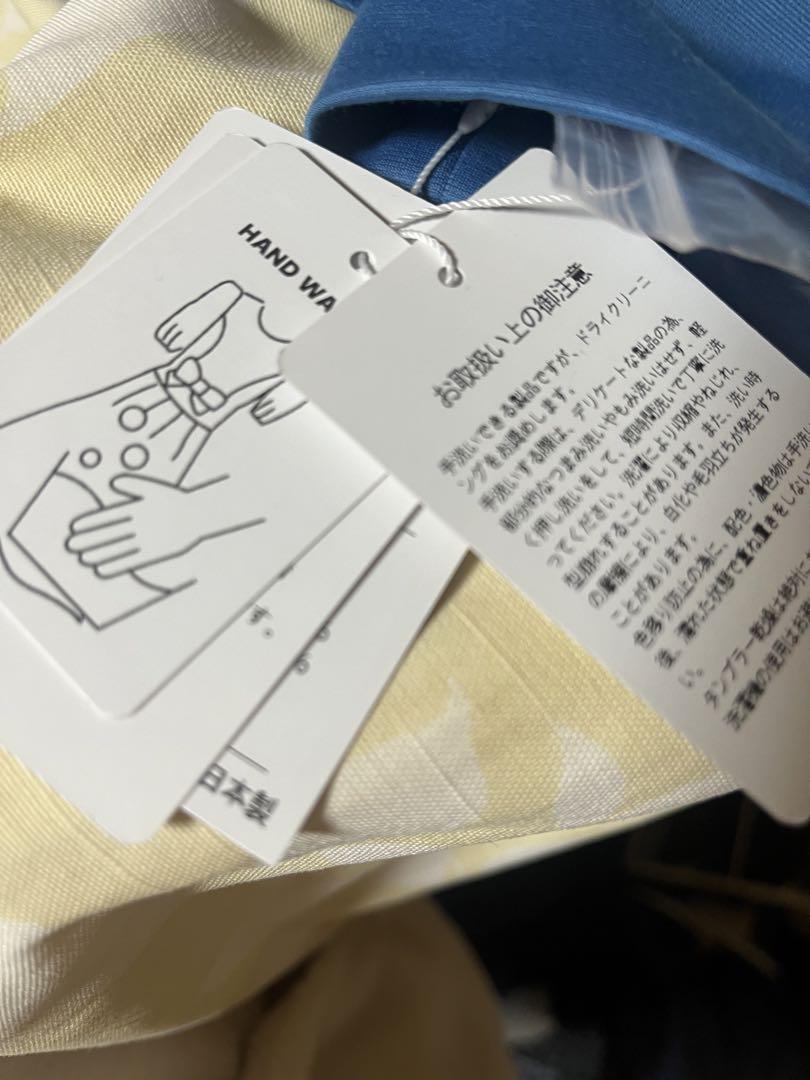 HAND WA
す。
日本製
お取扱い上の御注意
手洗いできる製品ですが、ドライクリーニ
ングをお奨めします。
手洗いする際は、デリケートな製品の為、
部分的なつまみ洗いやもみ洗いはせず、軽
く押し洗いをして、短時間洗いで丁寧に洗
ってください。洗濯により収縮やねじれ、
型崩れすることがあります。また、洗い時
の摩擦により、白化や毛羽立ちが発生する
ことがあります。
色移り防止の為に、配色・濃色物は手洗い
後、濡れた状態で重ね置きをしない
い。
タンブラー乾燥は絶対に
洗濯機の使用はお